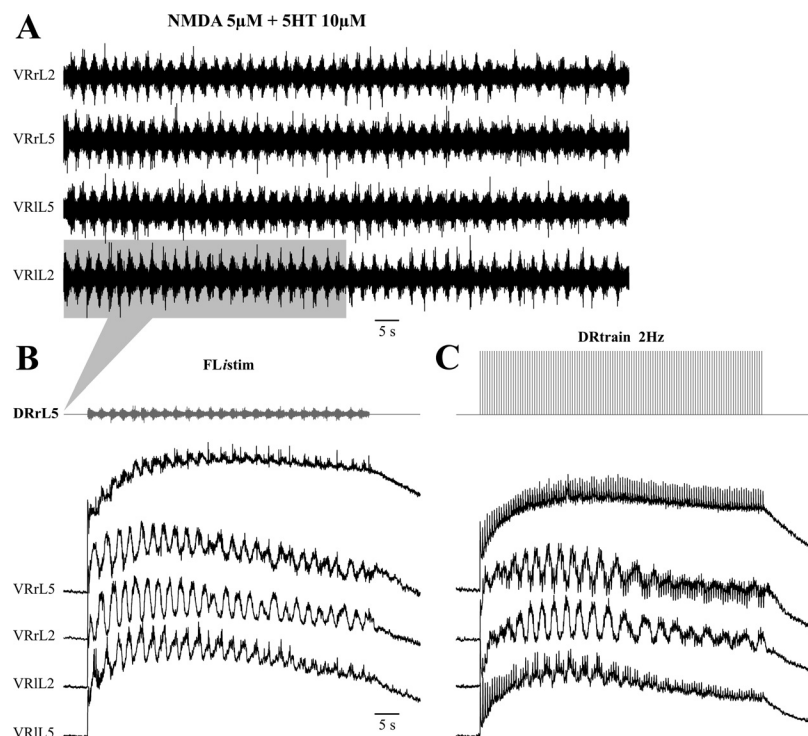 A
NMDA 5µM + 5HT 10µM
VRrL2
VRrL5
VRlL5
VRlL2
5 s
B
FListim
DRrL5
VRrL5
VRrL2
VRlL2
VRlL5
5 s
C
DRtrain 2Hz